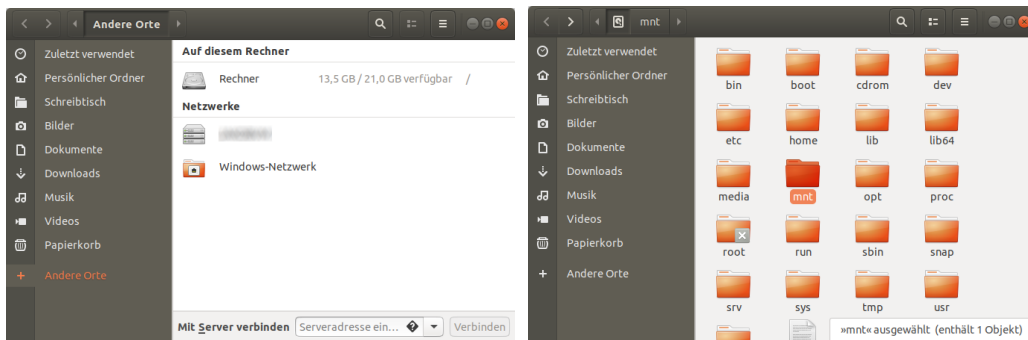 Andere Orte
Zuletzt verwendet
Persönlicher Ordner
Schreibtisch
Bilder
Dokumente
Downloads
Musik
Videos
Papierkorb
Andere Orte
Auf diesem Rechner
Rechner 13,5 GB / 21,0 GB verfügbar /
Netzwerke
Windows-Netzwerk
Mit Server verbinden Serveradresse ein... Verbinden
mnt
Zuletzt verwendet
Persönlicher Ordner
Schreibtisch
Bilder
Dokumente
Downloads
Musik
Videos
Papierkorb
Andere Orte
bin boot cdrom dev
etc home lib lib64
media mnt opt proc
root run sbin snap
srv sys tmp usr
»mnt« ausgewählt (enthält 1 Objekt)